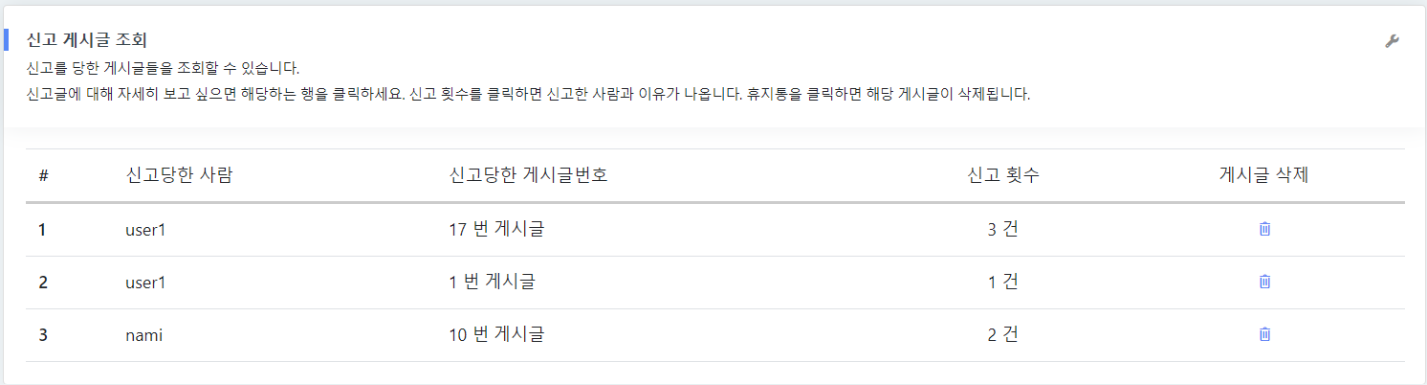 신고 게시글 조회
신고를 당한 게시글들을 조회할 수 있습니다.
신고글에 대해 자세히 보고 싶으면 해당하는 행을 클릭하세요. 신고 횟수를 클릭하면 신고한 사람과 이유가 나옵니다. 휴지통을 클릭하면 해당 게시글이 삭제됩니다.
# 신고당한 사람 신고당한 게시글번호 신고 횟수 게시글 삭제
1 user1 17 번 게시글 3 건
2 user1 1 번 게시글 1 건
3 nami 10 번 게시글 2 건